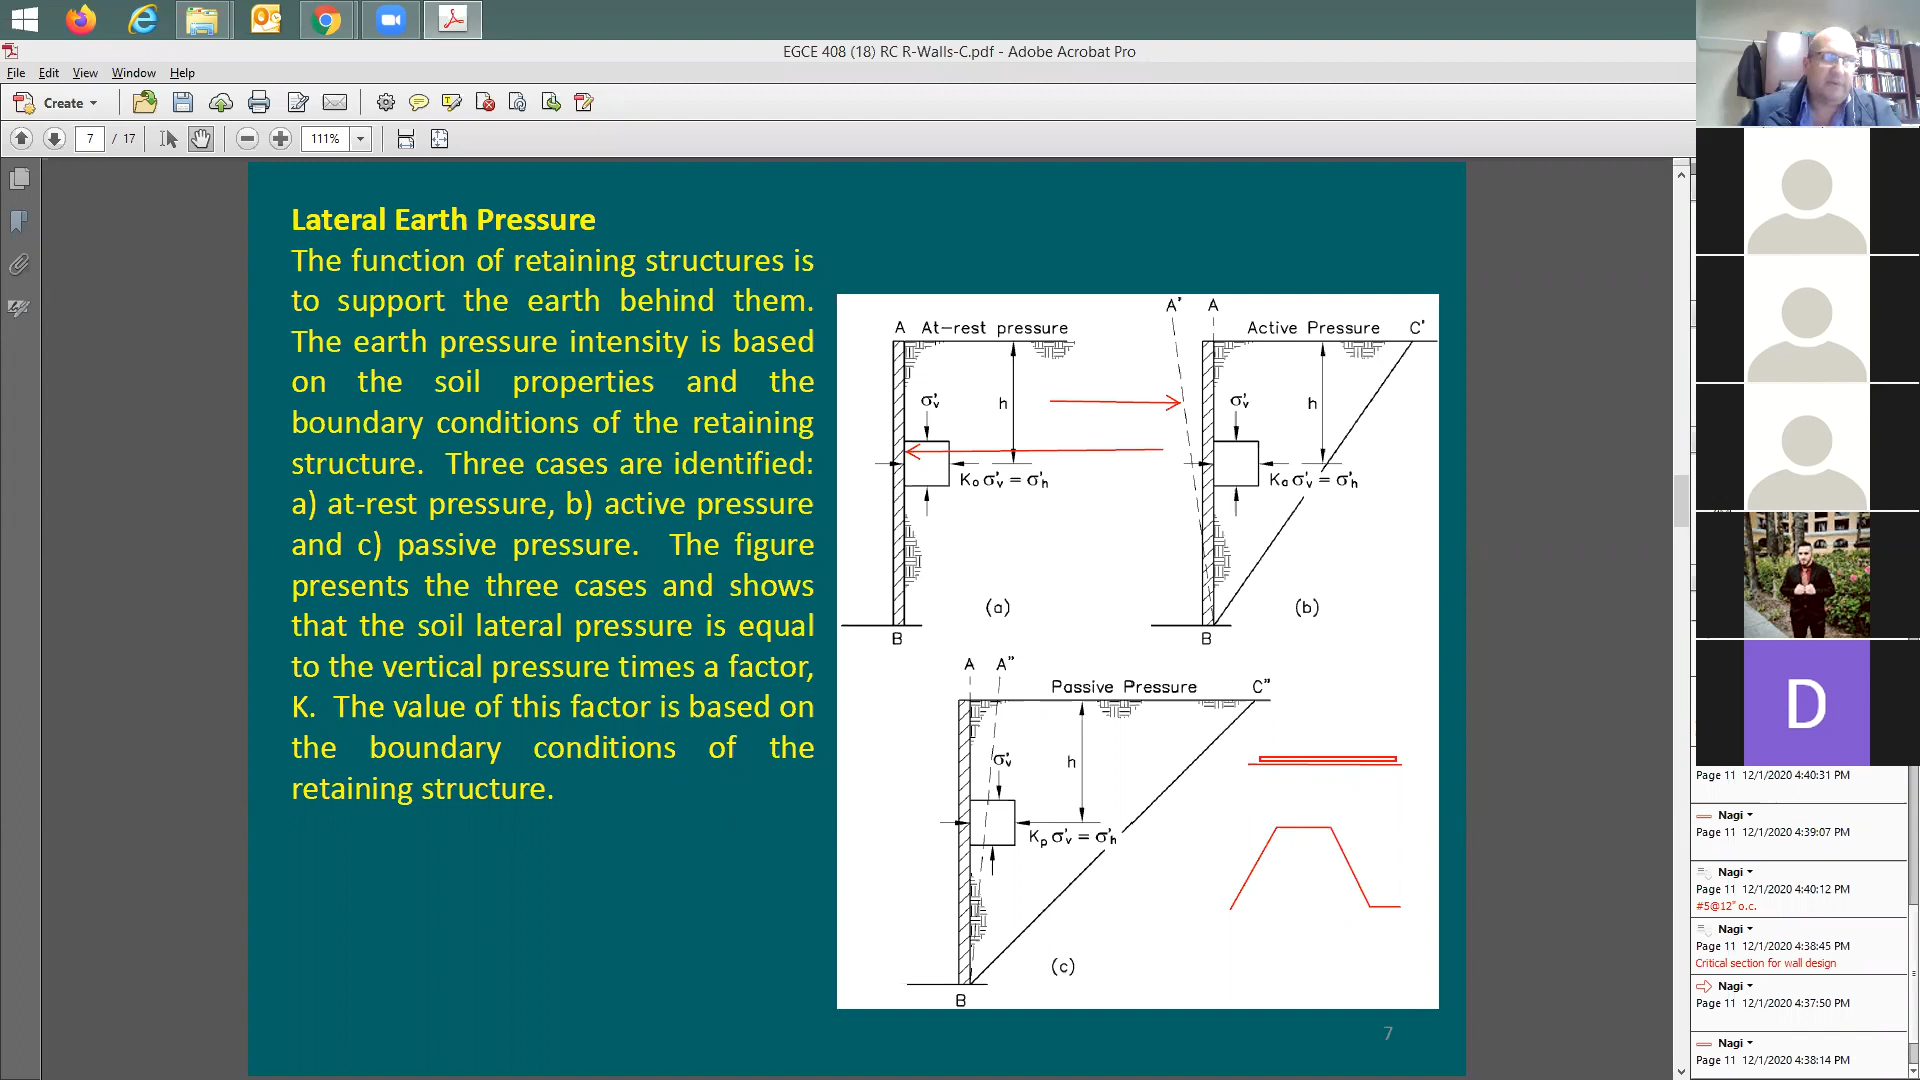 EGCE 408 (18) RC R-Walls-C.pdf - Adobe Acrobat Pro
File Edit View Window Help
Create
7 / 17 111%
Lateral Earth Pressure
The function of retaining structures is
to support the earth behind them.
The earth pressure intensity is based
on the soil properties and the
boundary conditions of the retaining
structure. Three cases are identified:
a) at-rest pressure, b) active pressure
and c) passive pressure. The figure
presents the three cases and shows
that the soil lateral pressure is equal
to the vertical pressure times a factor,
K. The value of this factor is based on
the boundary conditions of the
retaining structure.
A At-rest pressure
σ'v
h
Ko σ'v = σ'h
(a)
B
A' A
Active Pressure C'
σ'v
h
Ka σ'v = σ'h
(b)
B
A A"
Passive Pressure C"
σ'v
h
Kp σ'v = σ'h
(c)
B
7
D
Page 11 12/1/2020 4:40:31 PM
Nagi
Page 11 12/1/2020 4:39:07 PM
Nagi
Page 11 12/1/2020 4:40:12 PM
#5@12" o.c.
Nagi
Page 11 12/1/2020 4:38:45 PM
Critical section for wall design
Nagi
Page 11 12/1/2020 4:37:50 PM
Nagi
Page 11 12/1/2020 4:38:14 PM